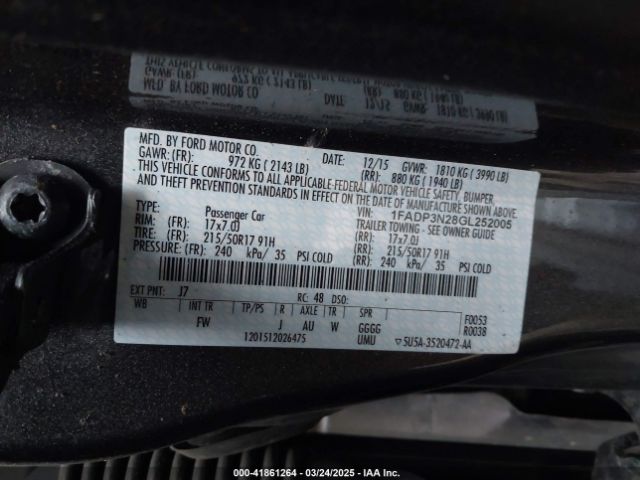 MFD. BY FORD MOTOR CO. 12/15 GVWR: 1810 KG ( 3990 LB)
GAWR: (FR): 972 KG ( 2143 LB) (RR): 880 KG ( 1940 LB)
THIS VEHICLE CONFORMS TO ALL APPLICABLE FEDERAL MOTOR VEHICLE SAFETY, BUMPER,
AND THEFT PREVENTION STANDARDS IN EFFECT ON THE DATE OF MANUFACTURE SHOWN ABOVE.
VIN: 1FADP3N28GL252005
TYPE: Passenger Car TRAILER TOWING - SEE OWNER GUIDE
RIM: (FR): 17x7.0J (RR): 17x7.0J
TIRE: (FR): 215/50R17 91H (RR): 215/50R17 91H
PRESSURE: (FR): 240 kPa/ 35 PSI COLD (RR): 240 kPa/ 35 PSI COLD
EXT PNT: J7 RC: 48 DSO: F0053
WB INT TR TP/PS R AXLE TR SPR R0038
FW J AU W GGGG
1201512026475 UMU ▽5U5A-3520472-AA
000-41861264 - 03/24/2025 - IAA Inc.